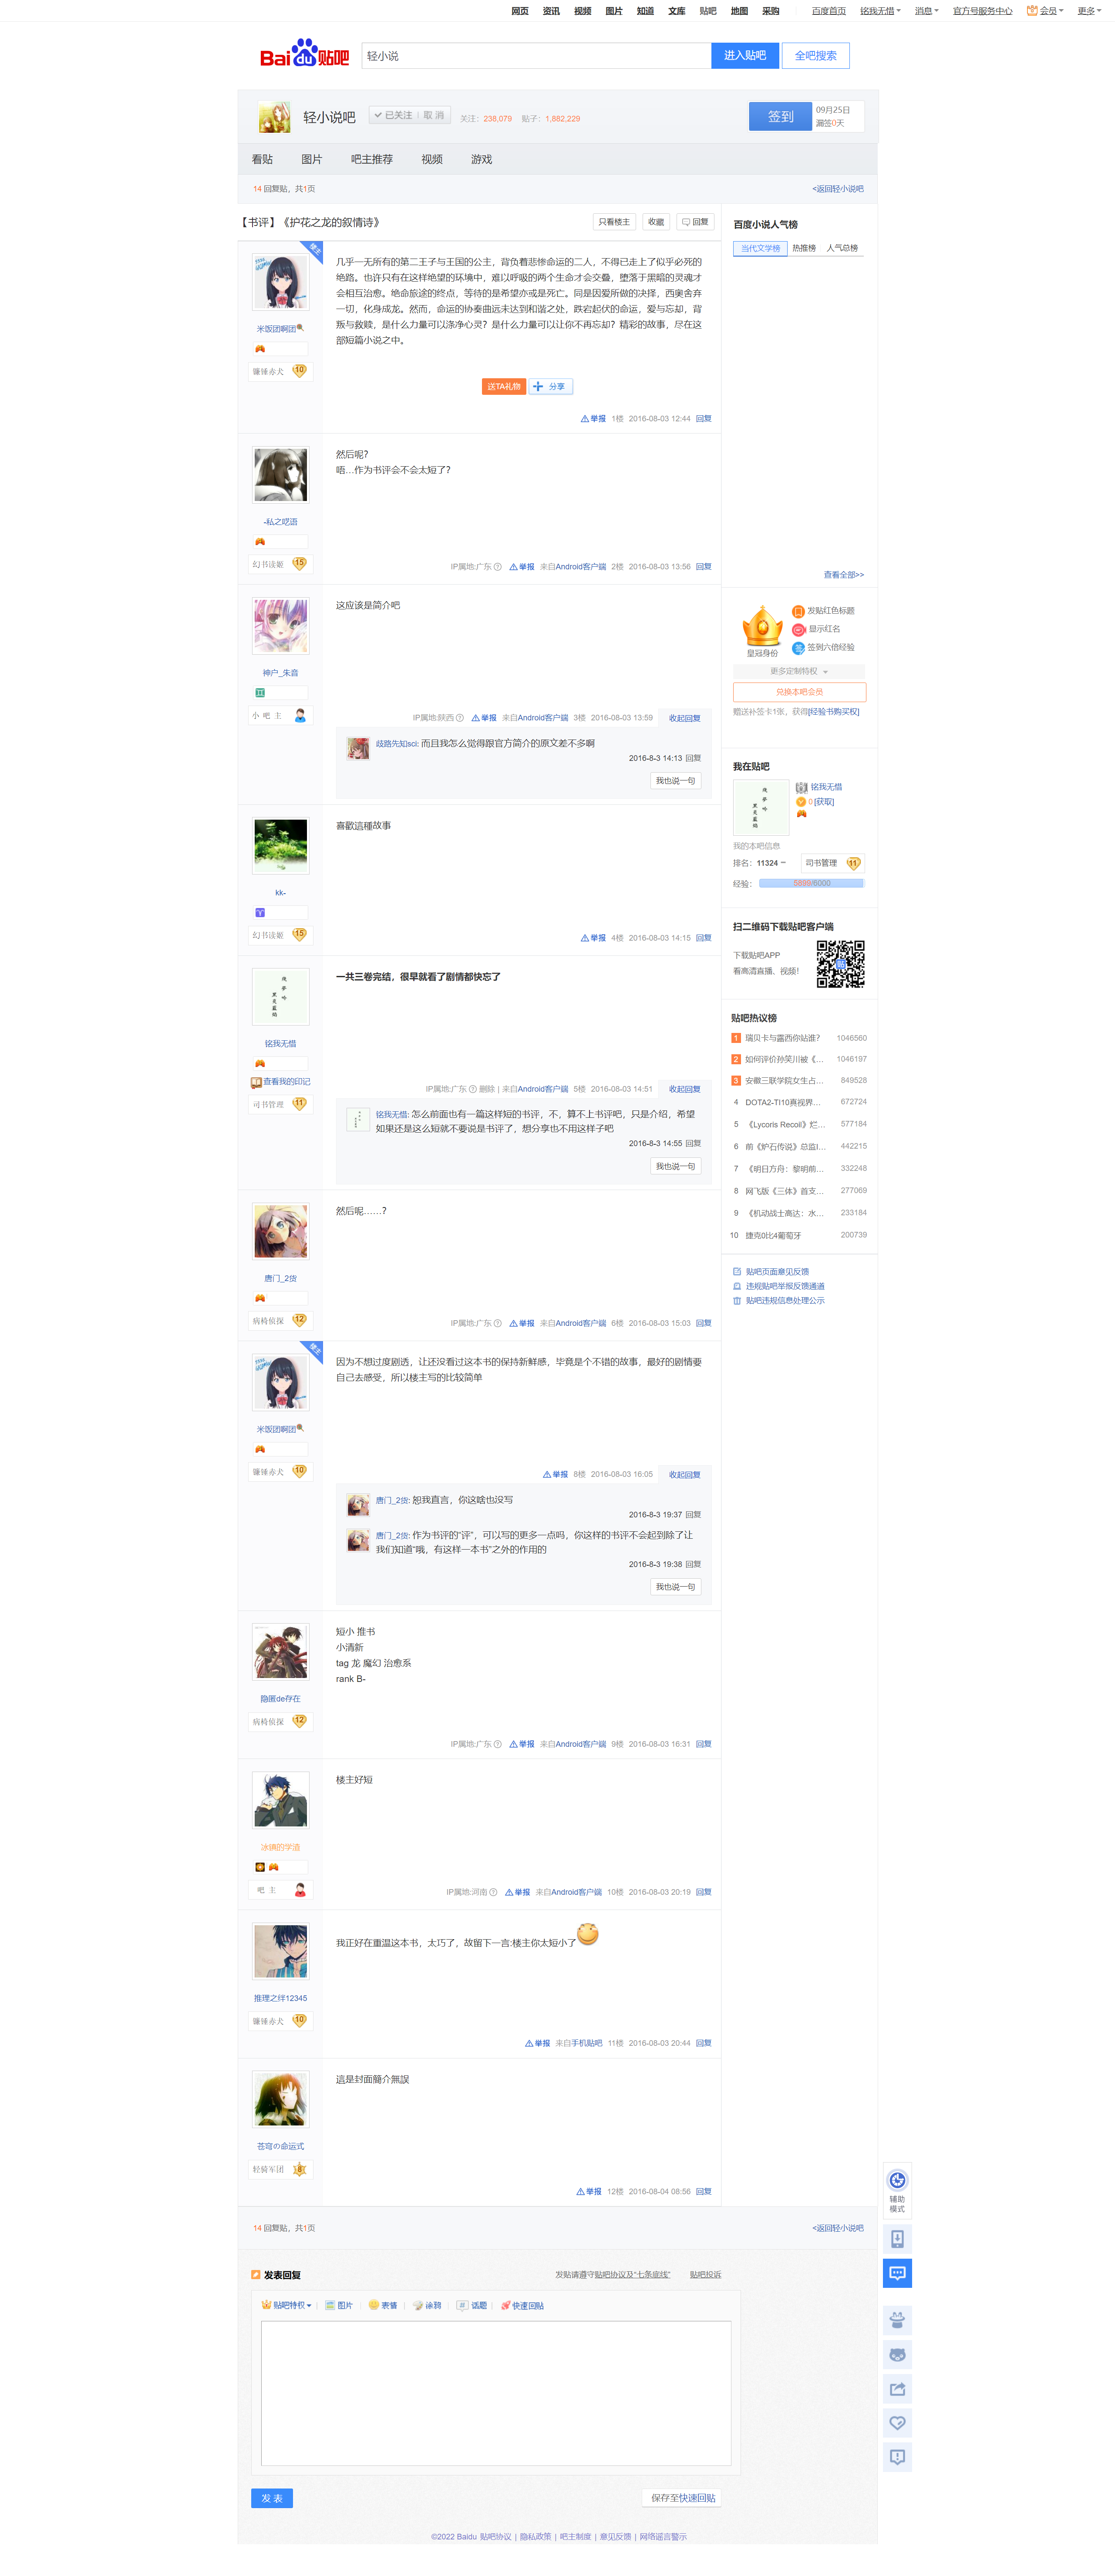 网页 资讯 视频 图片 知道 文库 贴吧 地图 采购 百度首页 铭我无惜 消息 官方号服务中心 会员 更多
Bai du 贴吧 轻小说 进入贴吧 全吧搜索
轻小说吧 已关注 | 取消 关注：238,079 贴子：1,882,229 签到 09月25日
漏签0天
看贴 图片 吧主推荐 视频 游戏
14 回复贴，共1页 <返回轻小说吧
【书评】《护花之龙的叙情诗》 只看楼主 收藏 回复
楼主
米饭团啊团
镰锤赤犬 10
几乎一无所有的第二王子与王国的公主，背负着悲惨命运的二人，不得已走上了似乎必死的
绝路。也许只有在这样绝望的环境中，难以呼吸的两个生命才会交叠，堕落于黑暗的灵魂才
会相互治愈。绝命旅途的终点，等待的是希望亦或是死亡。同是因爱所做的决择，西奥舍弃
一切，化身成龙。然而，命运的协奏曲远未达到和谐之处，跌宕起伏的命运，爱与忘却，背
叛与救赎，是什么力量可以涤净心灵？是什么力量可以让你不再忘却？精彩的故事，尽在这
部短篇小说之中。
送TA礼物 分享
举报 1楼 2016-08-03 12:44 回复
-私之呓语
幻书读姬 15
然后呢？
唔…作为书评会不会太短了？
IP属地:广东 举报 来自Android客户端 2楼 2016-08-03 13:56 回复
神户_朱音
小吧主
这应该是简介吧
IP属地:陕西 举报 来自Android客户端 3楼 2016-08-03 13:59 收起回复
歧路先知sci: 而且我怎么觉得跟官方简介的原文差不多啊
2016-8-3 14:13 回复
我也说一句
kk-
幻书读姬 15
喜歡這種故事
举报 4楼 2016-08-03 14:15 回复
铭我无惜
查看我的印记
司书管理 11
一共三卷完结，很早就看了剧情都快忘了
IP属地:广东 删除 | 来自Android客户端 5楼 2016-08-03 14:51 收起回复
铭我无惜: 怎么前面也有一篇这样短的书评，不，算不上书评吧，只是介绍，希望
如果还是这么短就不要说是书评了，想分享也不用这样子吧
2016-8-3 14:55 回复
我也说一句
唐门_2货
病椅侦探 12
然后呢……？
IP属地:广东 举报 来自Android客户端 6楼 2016-08-03 15:03 回复
楼主
米饭团啊团
镰锤赤犬 10
因为不想过度剧透，让还没看过这本书的保持新鲜感，毕竟是个不错的故事，最好的剧情要
自己去感受，所以楼主写的比较简单
举报 8楼 2016-08-03 16:05 收起回复
唐门_2货: 恕我直言，你这啥也没写
2016-8-3 19:37 回复
唐门_2货: 作为书评的“评”，可以写的更多一点吗，你这样的书评不会起到除了让
我们知道“哦，有这样一本书”之外的作用的
2016-8-3 19:38 回复
我也说一句
隐匿de存在
病椅侦探 12
短小 推书
小清新
tag 龙 魔幻 治愈系
rank B-
IP属地:广东 举报 来自Android客户端 9楼 2016-08-03 16:31 回复
冰镇的学渣
吧主
楼主好短
IP属地:河南 举报 来自Android客户端 10楼 2016-08-03 20:19 回复
推理之绊12345
镰锤赤犬 10
我正好在重温这本书，太巧了，故留下一言:楼主你太短小了
举报 来自手机贴吧 11楼 2016-08-03 20:44 回复
苍穹の命运式
轻骑军团 8
這是封面簡介無誤
举报 12楼 2016-08-04 08:56 回复
百度小说人气榜
当代文学榜 热推榜 人气总榜
查看全部>>
皇冠身份
发贴红色标题
显示红名
签到六倍经验
更多定制特权
兑换本吧会员
赠送补签卡1张，获得[经验书购买权]
我在贴吧
铭我无惜
0 [获取]
我的本吧信息
排名：11324 司书管理 11
经验： 5899/6000
扫二维码下载贴吧客户端
下载贴吧APP
看高清直播、视频！
贴吧热议榜
1 瑞贝卡与露西你站谁？ 1046560
2 如何评价孙笑川被《... 1046197
3 安徽三联学院女生占... 849528
4 DOTA2-TI10真视界... 672724
5 《Lycoris Recoil》烂... 577184
6 前《炉石传说》总监I... 442215
7 《明日方舟：黎明前... 332248
8 网飞版《三体》首支... 277069
9 《机动战士高达：水... 233184
10 捷克0比4葡萄牙 200739
贴吧页面意见反馈
违规贴吧举报反馈通道
贴吧违规信息处理公示
辅助
模式
14 回复贴，共1页 <返回轻小说吧
发表回复 发贴请遵守贴吧协议及“七条底线” 贴吧投诉
贴吧特权 | 图片 | 表情 | 涂鸦 | 话题 | 快速回贴
发 表 保存至快速回贴
©2022 Baidu 贴吧协议 | 隐私政策 | 吧主制度 | 意见反馈 | 网络谣言警示